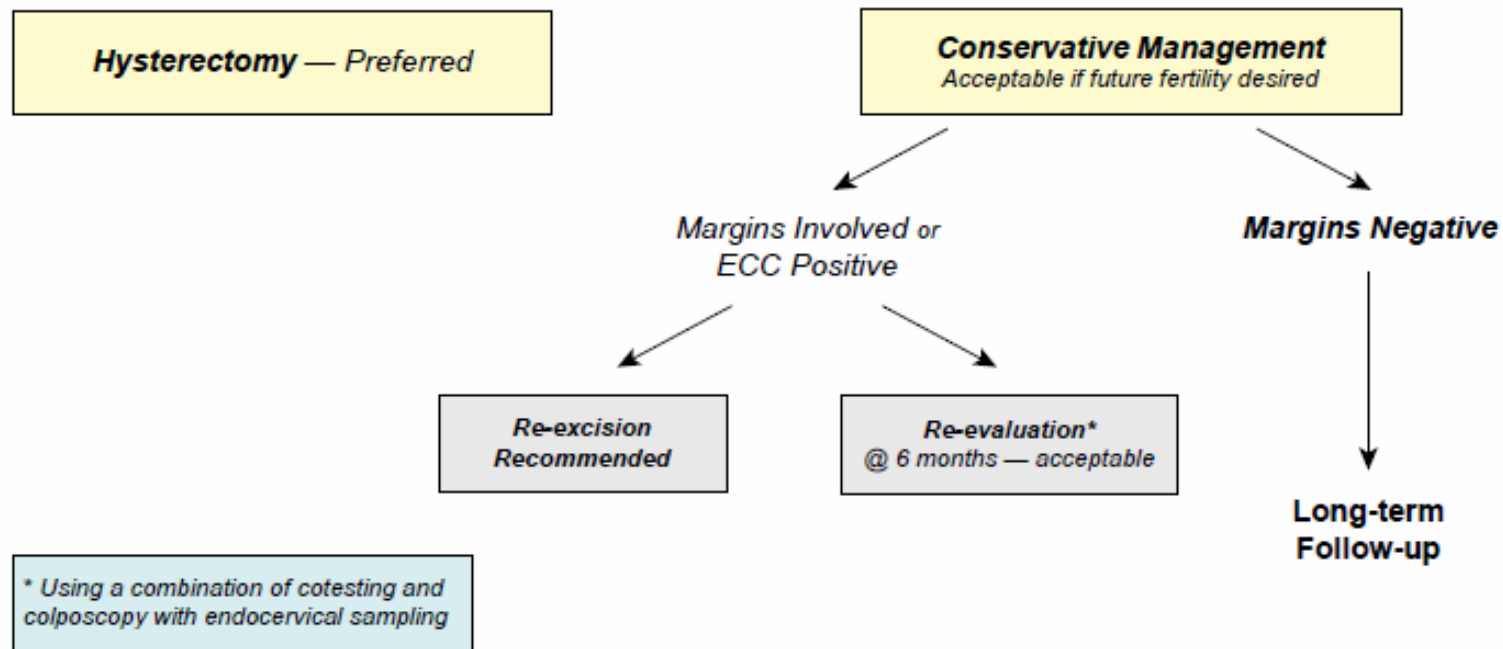 Hysterectomy — Preferred
Conservative Management
Acceptable if future fertility desired
Margins Involved or
ECC Positive
Margins Negative
Re-excision
Recommended
Re-evaluation*
@ 6 months — acceptable
Long-term
Follow-up
* Using a combination of cotesting and
colposcopy with endocervical sampling